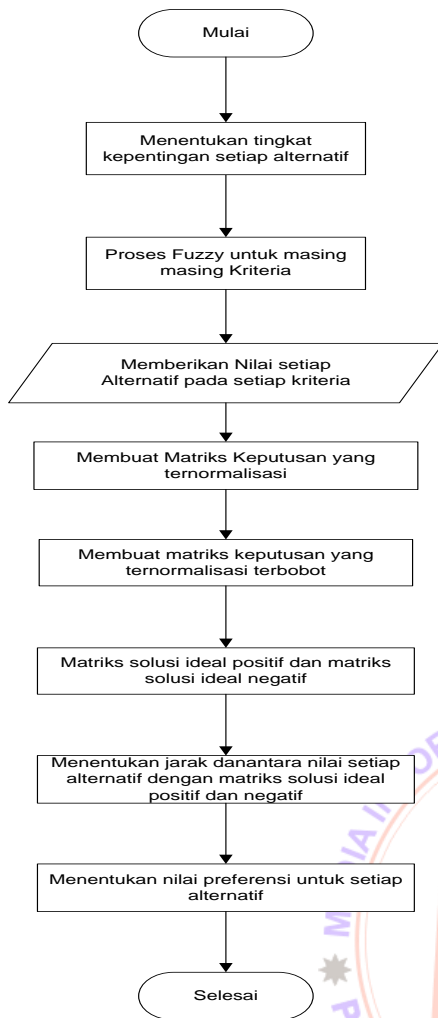 Mulai
Menentukan tingkat
kepentingan setiap alternatif
Proses Fuzzy untuk masing
masing Kriteria
Memberikan Nilai setiap
Alternatif pada setiap kriteria
Membuat Matriks Keputusan yang
ternormalisasi
Membuat matriks keputusan yang
ternormalisasi terbobot
Matriks solusi ideal positif dan matriks
solusi ideal negatif
Menentukan jarak danantara nilai setiap
alternatif dengan matriks solusi ideal
positif dan negatif
Menentukan nilai preferensi untuk setiap
alternatif
Selesai